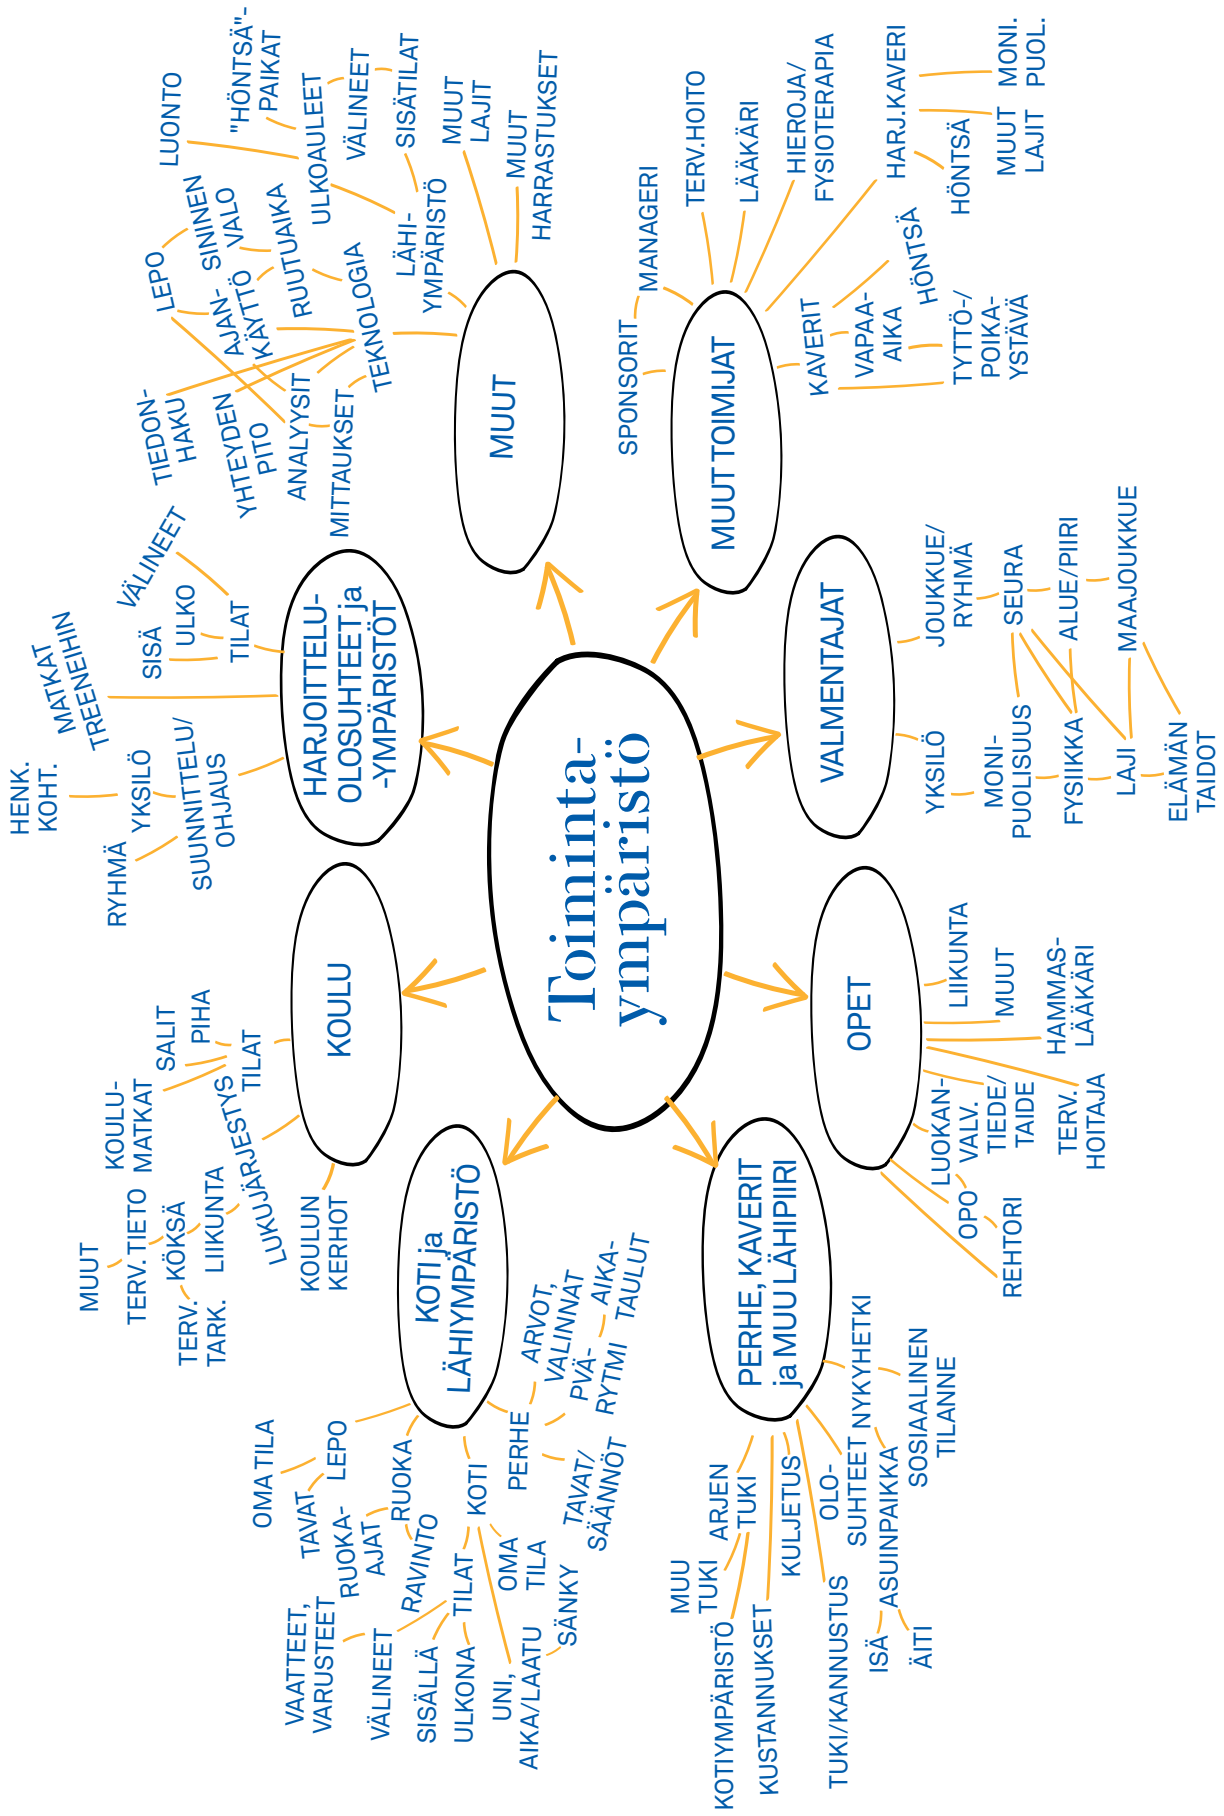 Toiminta-
ympäristö
KOTI ja
LÄHIYMPÄRISTÖ
LEPO
OMA TILA
TAVAT
RUOKA
RUOKA-
AJAT
RAVINTO
KOTI
TILAT
VÄLINEET
VAATTEET,
VARUSTEET
SISÄLLÄ
ULKONA
OMA
TILA
UNI,
AIKA/LAATU
SÄNKY
PERHE
ARVOT,
VALINNAT
PVÄ-
RYTMI
AIKA-
TAULUT
TAVAT/
SÄÄNNÖT
KOULU
TILAT
PIHA
SALIT
KOULU-
MATKAT
LUKUJÄRJESTYS
LIIKUNTA
KÖKSÄ
TERV. TIETO
MUUT
TERV.
TARK.
KOULUN
KERHOT
HARJOITTELU-
OLOSUHTEET ja
-YMPÄRISTÖT
SUUNNITTELU/
OHJAUS
RYHMÄ
YKSILÖ
HENK.
KOHT.
MATKAT
TREENEIHIN
TILAT
SISÄ
ULKO
VÄLINEET
MUUT
TEKNOLOGIA
MITTAUKSET
ANALYYSIT
YHTEYDEN
PITO
TIEDON-
HAKU
AJAN-
KÄYTTÖ
RUUTUAIKA
SININEN
VALO
LEPO
LÄHI-
YMPÄRISTÖ
ULKOAULEET
LUONTO
"HÖNTSÄ"-
PAIKAT
VÄLINEET
SISÄTILAT
MUUT
LAJIT
MUUT
HARRASTUKSET
MUUT TOIMIJAT
SPONSORIT
MANAGERI
TERV.HOITO
LÄÄKÄRI
HIEROJA/
FYSIOTERAPIA
HARJ.KAVERI
HÖNTSÄ
MUUT
LAJIT
MONI.
PUOL.
KAVERIT
VAPAA-
AIKA
HÖNTSÄ
TYTTÖ-/
POIKA-
YSTÄVÄ
VALMENTAJAT
YKSILÖ
MONI-
PUOLISUUS
FYSIIKKA
LAJI
ELÄMÄN
TAIDOT
JOUKKUE/
RYHMÄ
SEURA
ALUE/PIIRI
MAAJOUKKUE
OPET
LIIKUNTA
MUUT
HAMMAS-
LÄÄKÄRI
TERV.
HOITAJA
TIEDE/
TAIDE
LUOKAN-
VALV.
OPO
REHTORI
PERHE, KAVERIT
ja MUU LÄHIPIIRI
ARJEN
TUKI
MUU
TUKI
KOTIYMPÄRISTÖ
KUSTANNUKSET
KULJETUS
TUKI/KANNUSTUS
OLO-
SUHTEET
NYKYHETKI
SOSIAALINEN
TILANNE
ASUINPAIKKA
ISÄ
ÄITI